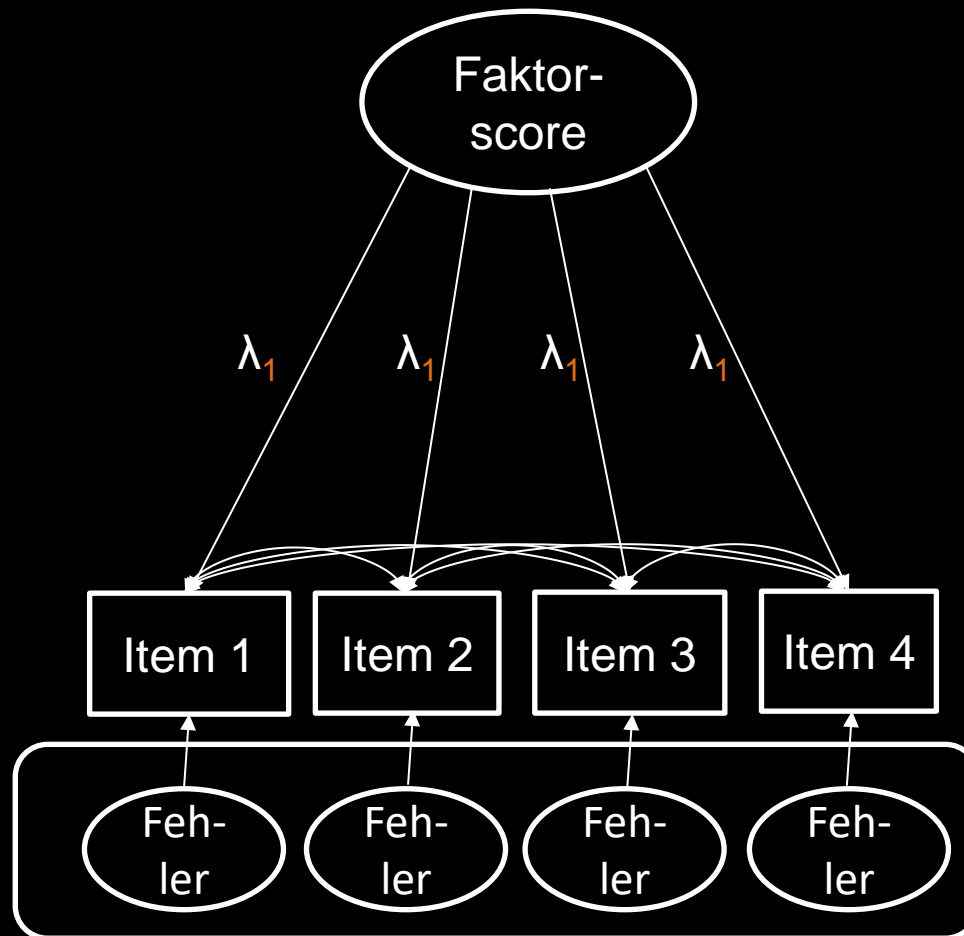 Faktor-
score
λ1 λ1 λ1 λ1
Item 1 Item 2 Item 3 Item 4
Feh- Feh- Feh- Feh-
ler ler ler ler